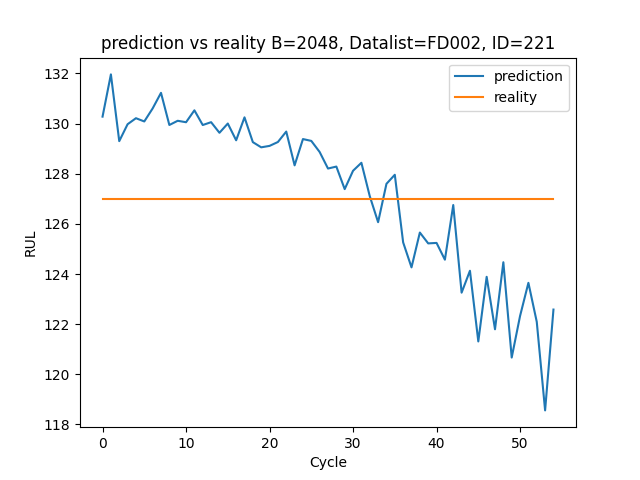 prediction vs reality B=2048, Datalist=FD002, ID=221
prediction
reality
132
130
128
126
124
122
120
118
RUL
0 10 20 30 40 50
Cycle